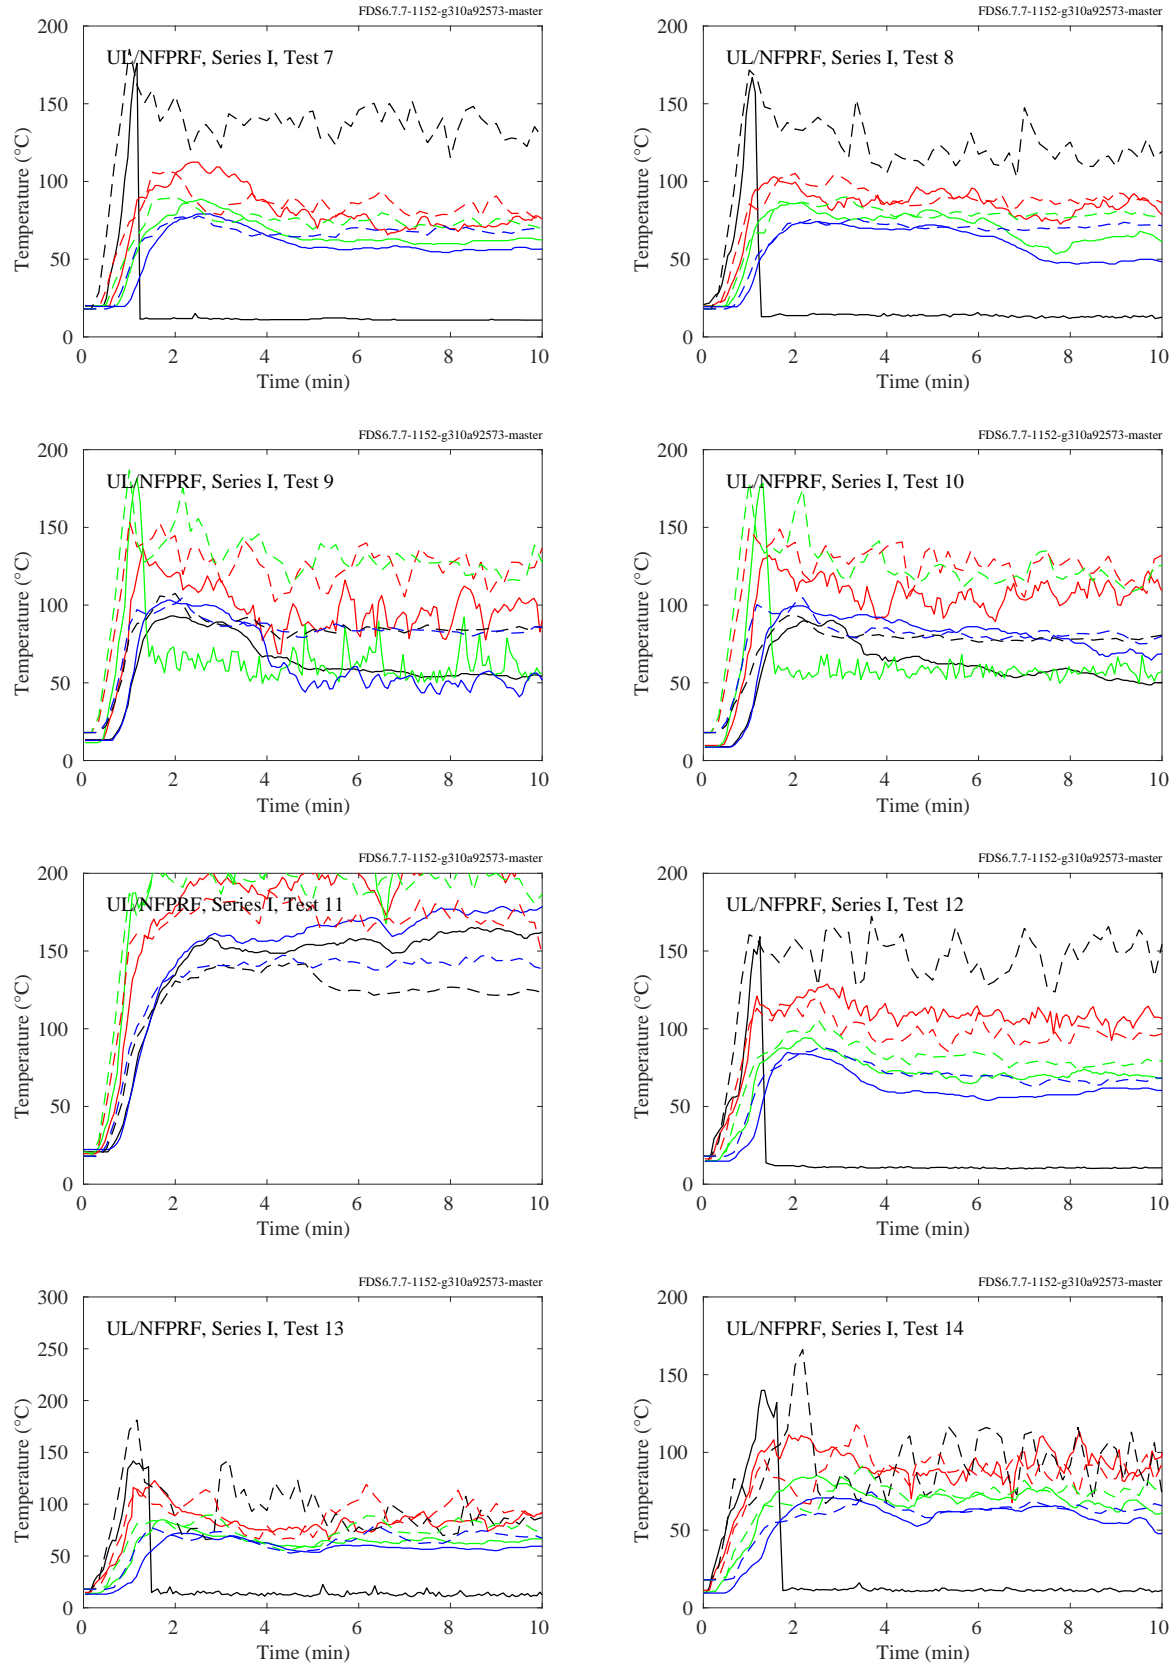 FDS6.7.7-1152-g310a92573-master
UL/NFPRF, Series I, Test 7
Temperature (°C)
200
150
100
50
0
0 2 4 6 8 10
Time (min)
FDS6.7.7-1152-g310a92573-master
UL/NFPRF, Series I, Test 8
Temperature (°C)
200
150
100
50
0
0 2 4 6 8 10
Time (min)
FDS6.7.7-1152-g310a92573-master
UL/NFPRF, Series I, Test 9
Temperature (°C)
200
150
100
50
0
0 2 4 6 8 10
Time (min)
FDS6.7.7-1152-g310a92573-master
UL/NFPRF, Series I, Test 10
Temperature (°C)
200
150
100
50
0
0 2 4 6 8 10
Time (min)
FDS6.7.7-1152-g310a92573-master
UL/NFPRF, Series I, Test 11
Temperature (°C)
200
150
100
50
0
0 2 4 6 8 10
Time (min)
FDS6.7.7-1152-g310a92573-master
UL/NFPRF, Series I, Test 12
Temperature (°C)
200
150
100
50
0
0 2 4 6 8 10
Time (min)
FDS6.7.7-1152-g310a92573-master
UL/NFPRF, Series I, Test 13
Temperature (°C)
300
250
200
150
100
50
0
0 2 4 6 8 10
Time (min)
FDS6.7.7-1152-g310a92573-master
UL/NFPRF, Series I, Test 14
Temperature (°C)
200
150
100
50
0
0 2 4 6 8 10
Time (min)